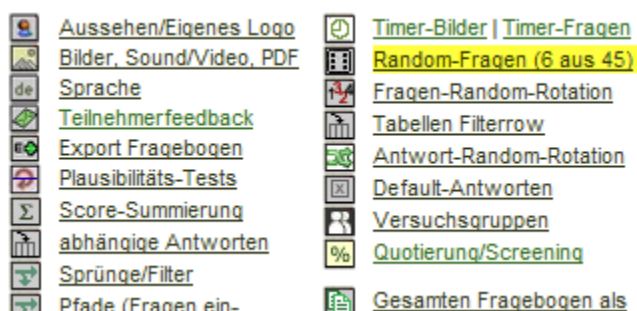 Aussehen/Eigenes Logo
Bilder, Sound/Video, PDF
de Sprache
Teilnehmerfeedback
Export Fragebogen
Plausibilitäts-Tests
Σ Score-Summierung
abhängige Antworten
Sprünge/Filter
Pfade (Fragen ein-
Timer-Bilder | Timer-Fragen
Random-Fragen (6 aus 45)
Fragen-Random-Rotation
Tabellen Filterrow
Antwort-Random-Rotation
x Default-Antworten
Versuchsgruppen
% Quotierung/Screening
Gesamten Fragebogen als